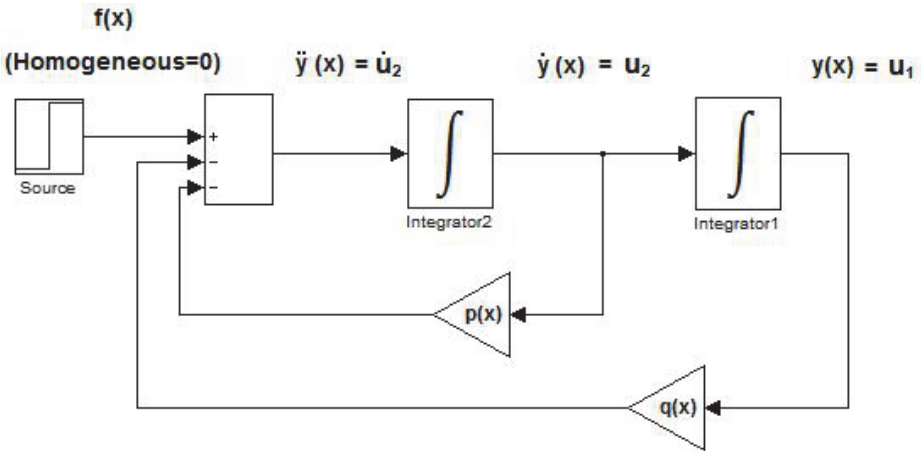 f(x)
(Homogeneous=0)
ÿ (x) = u̇₂
ẏ (x) = u₂
y(x) = u₁
+
−
−
Source
∫
Integrator2
∫
Integrator1
p(x)
q(x)